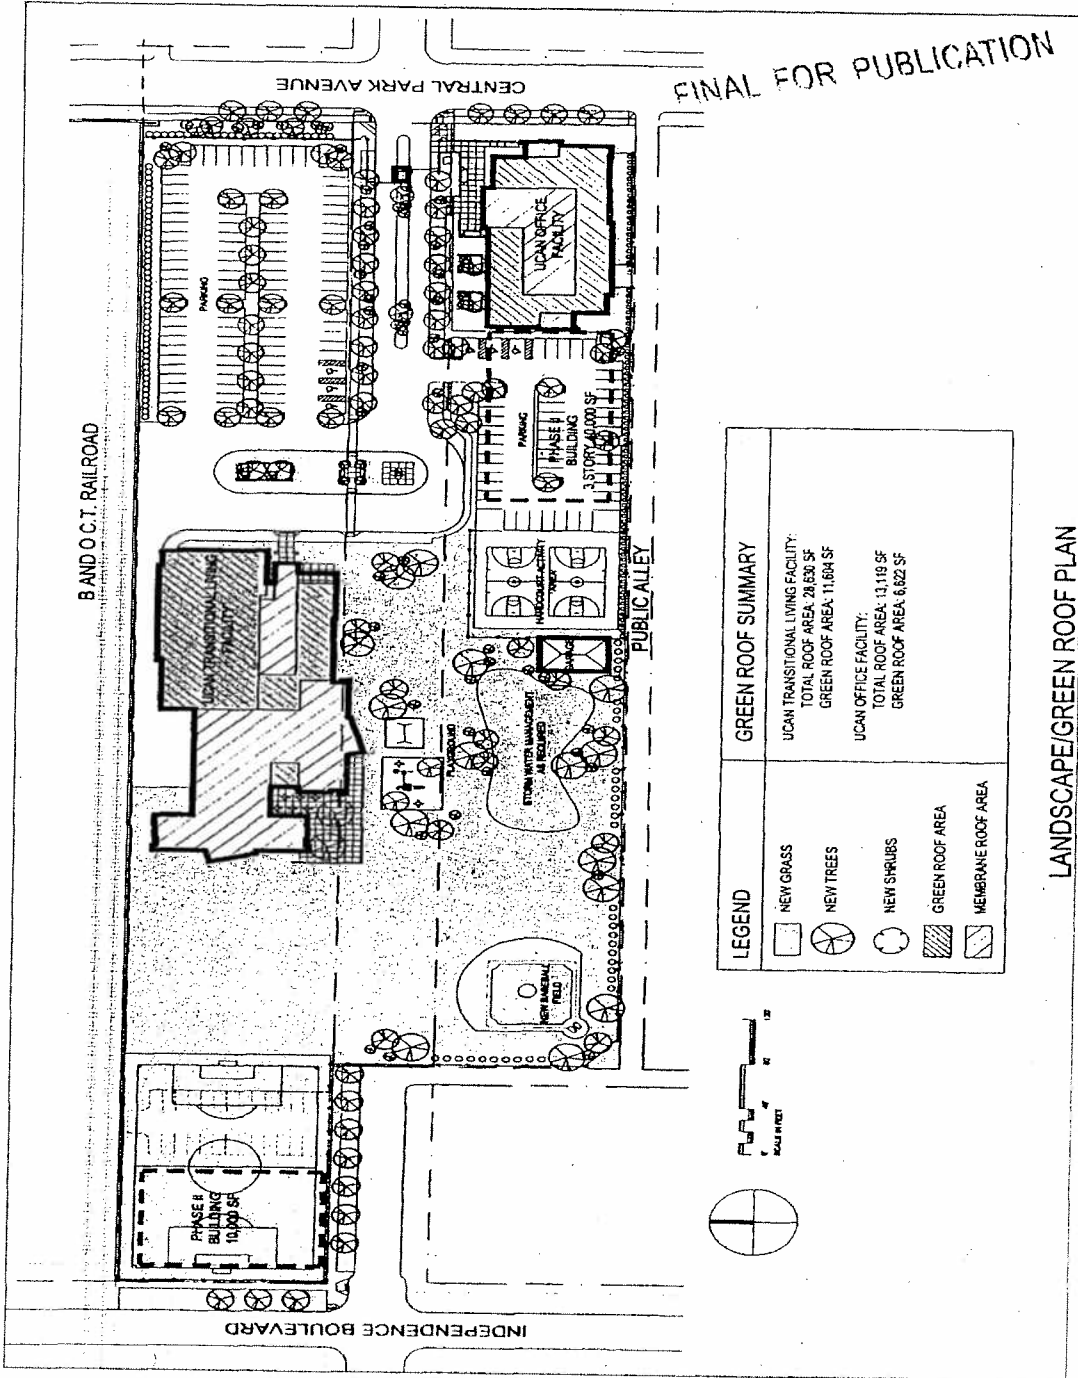 FINAL FOR PUBLICATION
CENTRAL PARK AVENUE
B AND O C.T. RAILROAD
PARKING
UCAN OFFICE
FACILITY
PARKING
PHASE II
BUILDING
3 STORY 40,000 SF
UCAN TRANSITIONAL LIVING
FACILITY
HARDCOURT ACTIVITY
AREA
PUBLIC ALLEY
GARAGE
PLAYGROUND
STORM WATER MANAGEMENT
AS REQUIRED
NEW BASEBALL
FIELD
PHASE II
BUILDING
10,000 SF
INDEPENDENCE BOULEVARD
LEGEND
NEW GRASS
NEW TREES
NEW SHRUBS
GREEN ROOF AREA
MEMBRANE ROOF AREA
GREEN ROOF SUMMARY
UCAN TRANSITIONAL LIVING FACILITY:
TOTAL ROOF AREA: 28,630 SF
GREEN ROOF AREA: 11,604 SF
UCAN OFFICE FACILITY:
TOTAL ROOF AREA: 13,119 SF
GREEN ROOF AREA: 6,622 SF
SCALE IN FEET
LANDSCAPE/GREEN ROOF PLAN